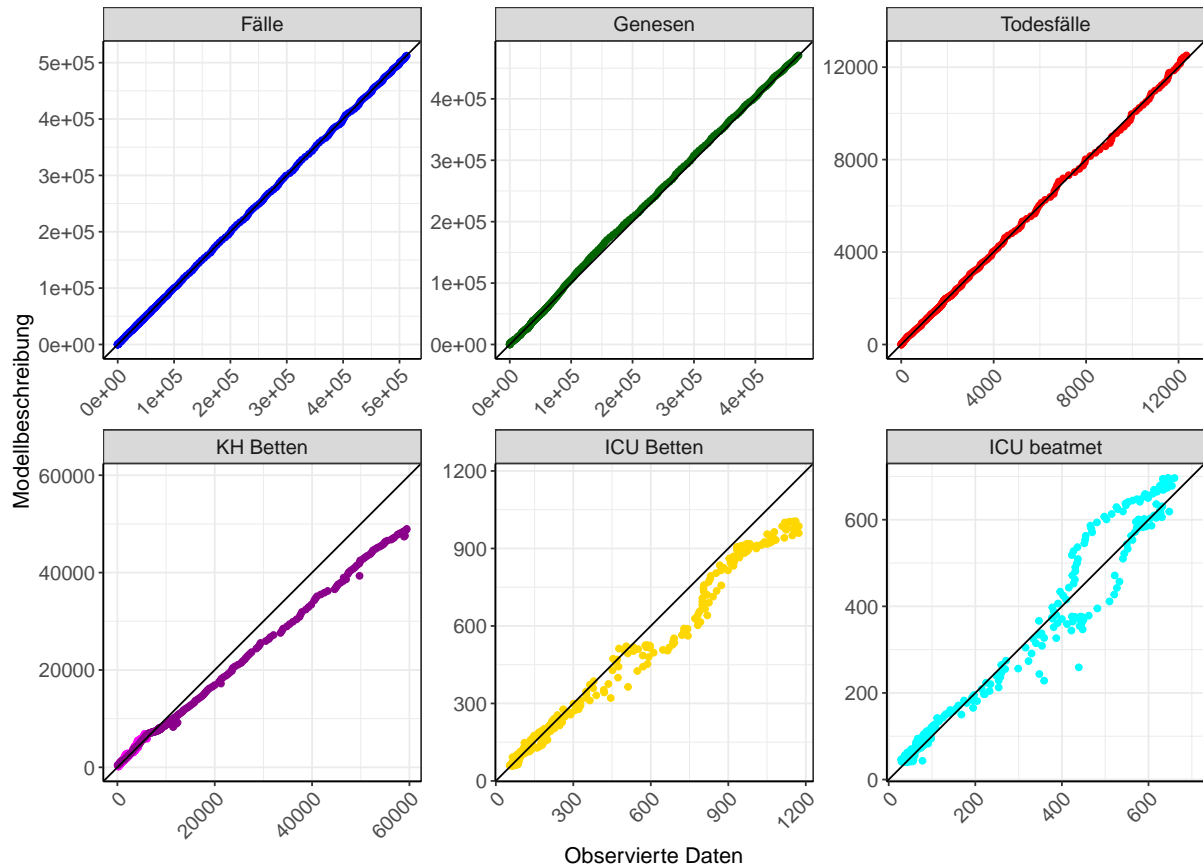 Fälle
Genesen
Todesfälle
5e+05
4e+05
3e+05
2e+05
1e+05
0e+00
4e+05
3e+05
2e+05
1e+05
0e+00
12000
8000
4000
0
0e+00
1e+05
2e+05
3e+05
4e+05
5e+05
0e+00
1e+05
2e+05
3e+05
4e+05
0
4000
8000
12000
Modellbeschreibung
KH Betten
ICU Betten
ICU beatmet
60000
40000
20000
0
1200
900
600
300
0
600
400
200
0
0
20000
40000
60000
0
300
600
900
1200
0
200
400
600
Observierte Daten